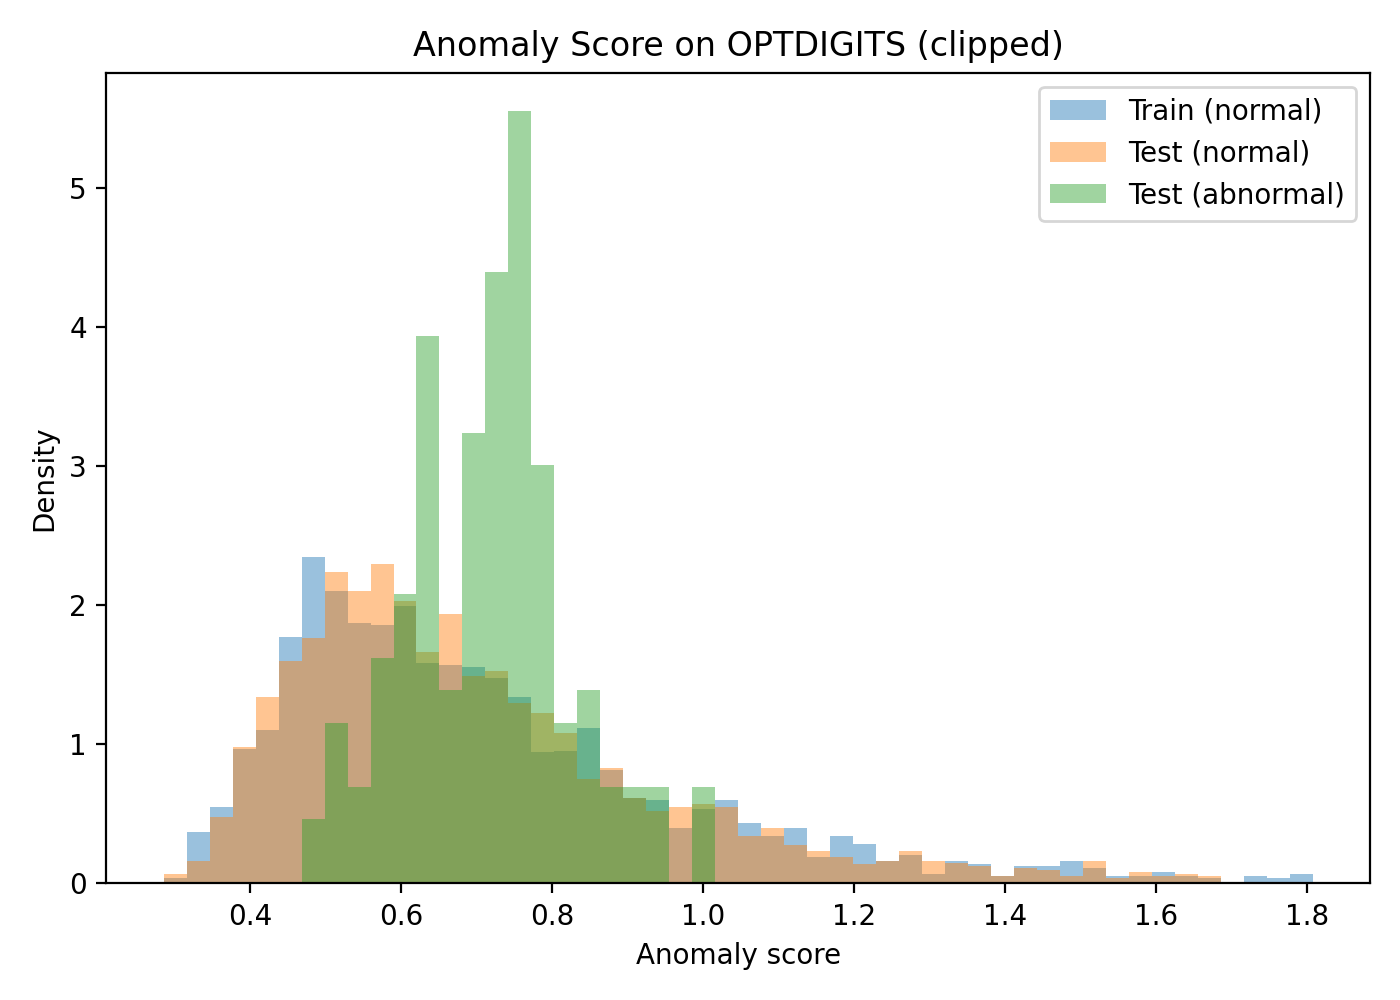 Anomaly Score on OPTDIGITS (clipped)
Train (normal)
Test (normal)
Test (abnormal)
Density
5
4
3
2
1
0
0.4 0.6 0.8 1.0 1.2 1.4 1.6 1.8
Anomaly score